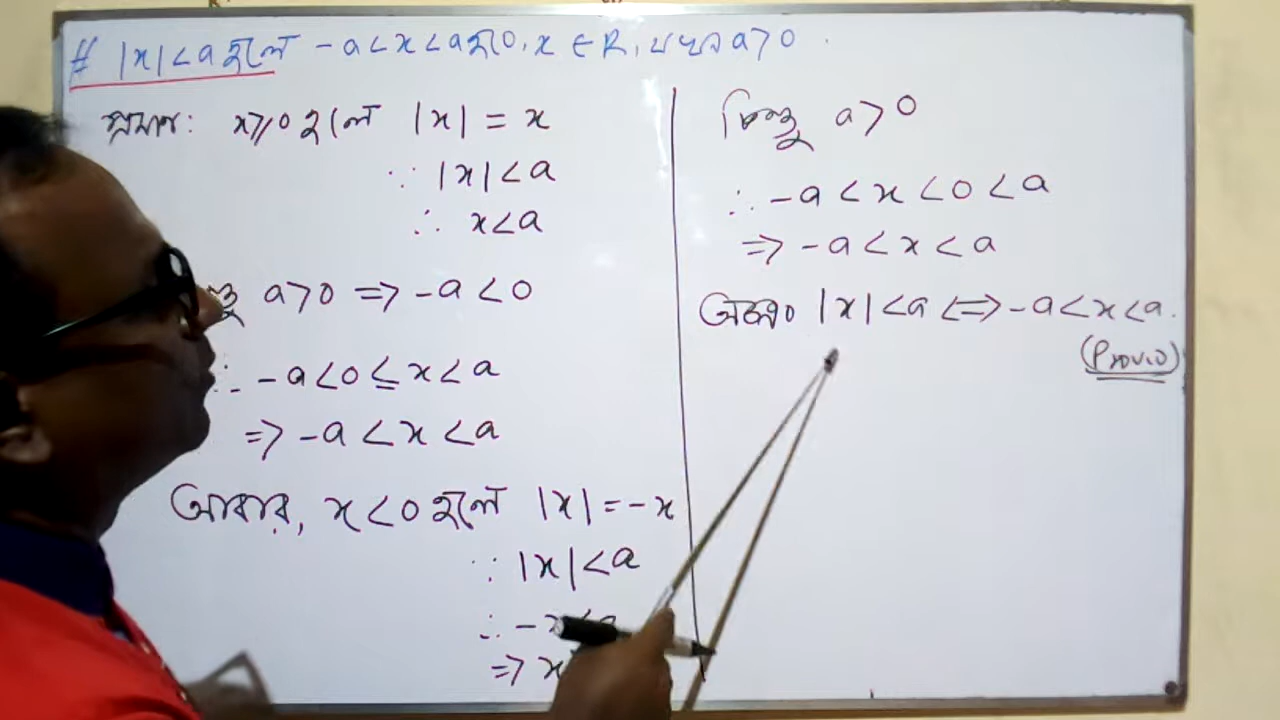 # |x| < a হলে -a < x < a হবে, x ∈ R, যখন a > 0
প্রমাণ: x ≥ 0 হলে |x| = x
∵ |x| < a
∴ x < a
a > 0 ⇒ -a < 0
∴ -a < 0 ≤ x < a
⇒ -a < x < a
আবার, x < 0 হলে |x| = -x
∵ |x| < a
∴ -x <
⇒ x
কিন্তু a > 0
∴ -a < x < 0 < a
⇒ -a < x < a
অতএব |x| < a ⇔ -a < x < a.
(Proved)